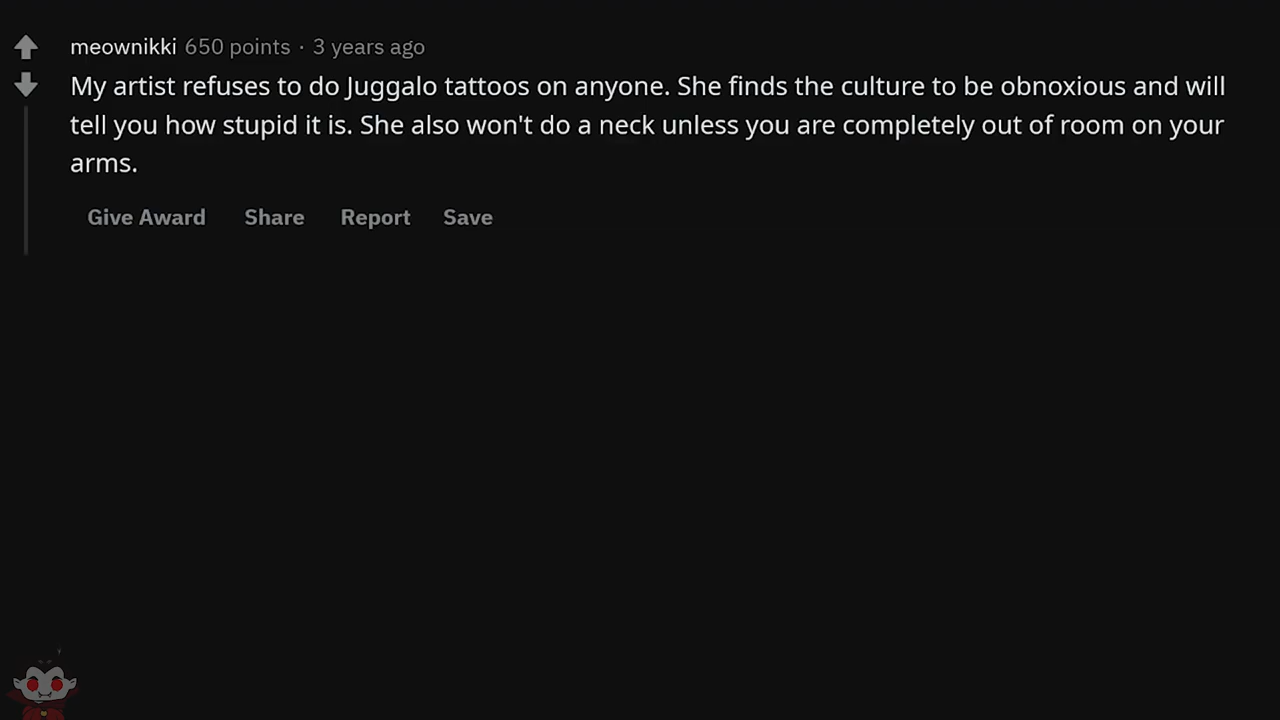 meownikki 650 points · 3 years ago
My artist refuses to do Juggalo tattoos on anyone. She finds the culture to be obnoxious and will
tell you how stupid it is. She also won't do a neck unless you are completely out of room on your
arms.
Give Award Share Report Save